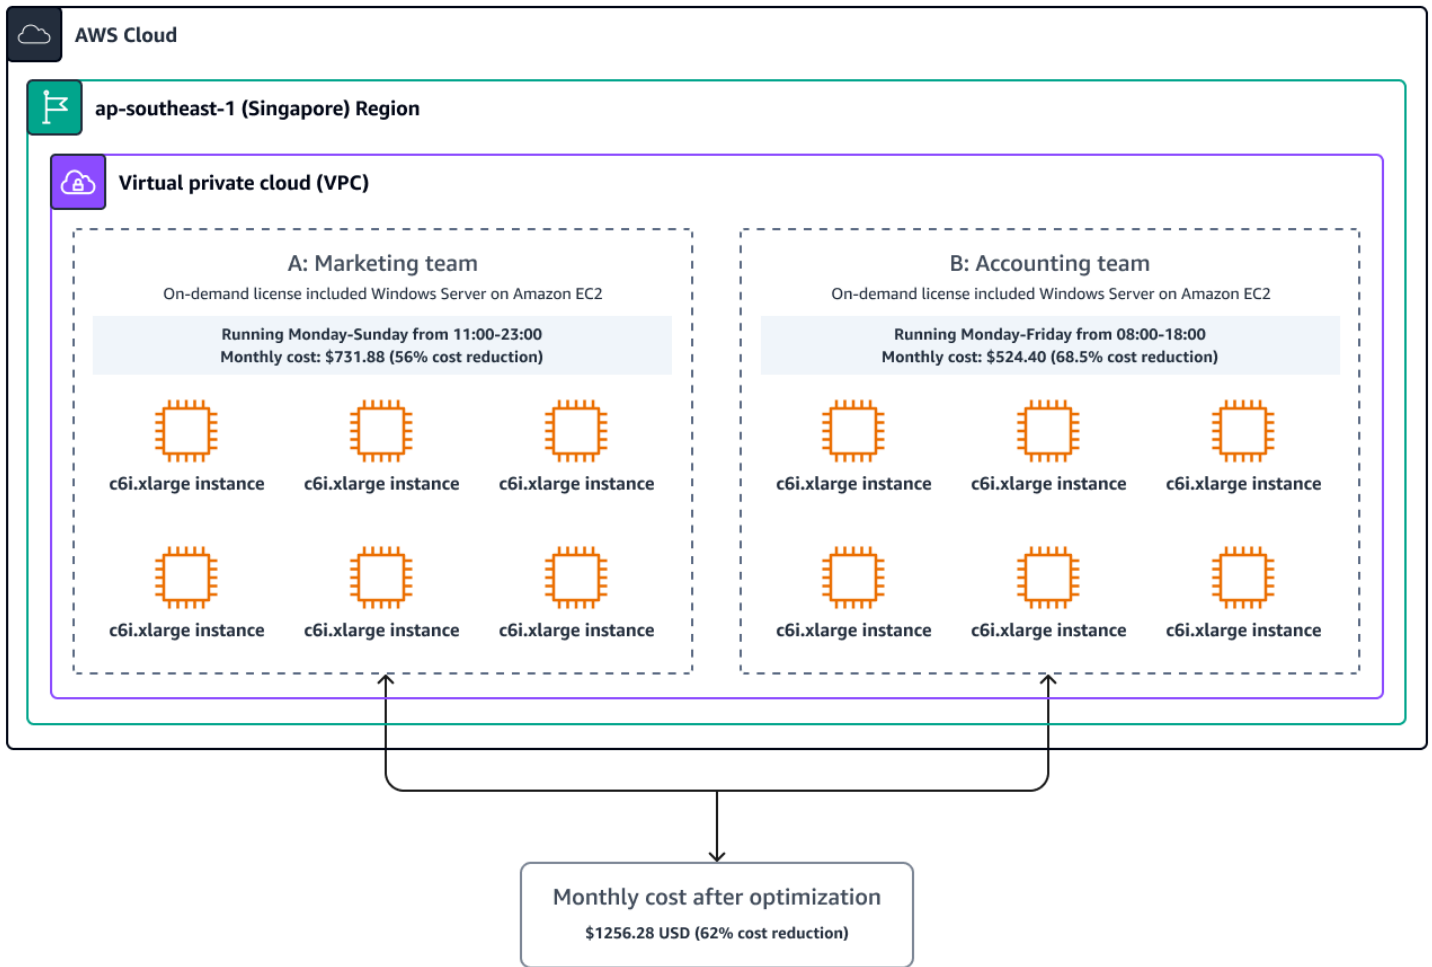 AWS Cloud
ap-southeast-1 (Singapore) Region
Virtual private cloud (VPC)
A: Marketing team
On-demand license included Windows Server on Amazon EC2
Running Monday-Sunday from 11:00-23:00
Monthly cost: $731.88 (56% cost reduction)
c6i.xlarge instance
c6i.xlarge instance
c6i.xlarge instance
c6i.xlarge instance
c6i.xlarge instance
c6i.xlarge instance
B: Accounting team
On-demand license included Windows Server on Amazon EC2
Running Monday-Friday from 08:00-18:00
Monthly cost: $524.40 (68.5% cost reduction)
c6i.xlarge instance
c6i.xlarge instance
c6i.xlarge instance
c6i.xlarge instance
c6i.xlarge instance
c6i.xlarge instance
Monthly cost after optimization
$1256.28 USD (62% cost reduction)